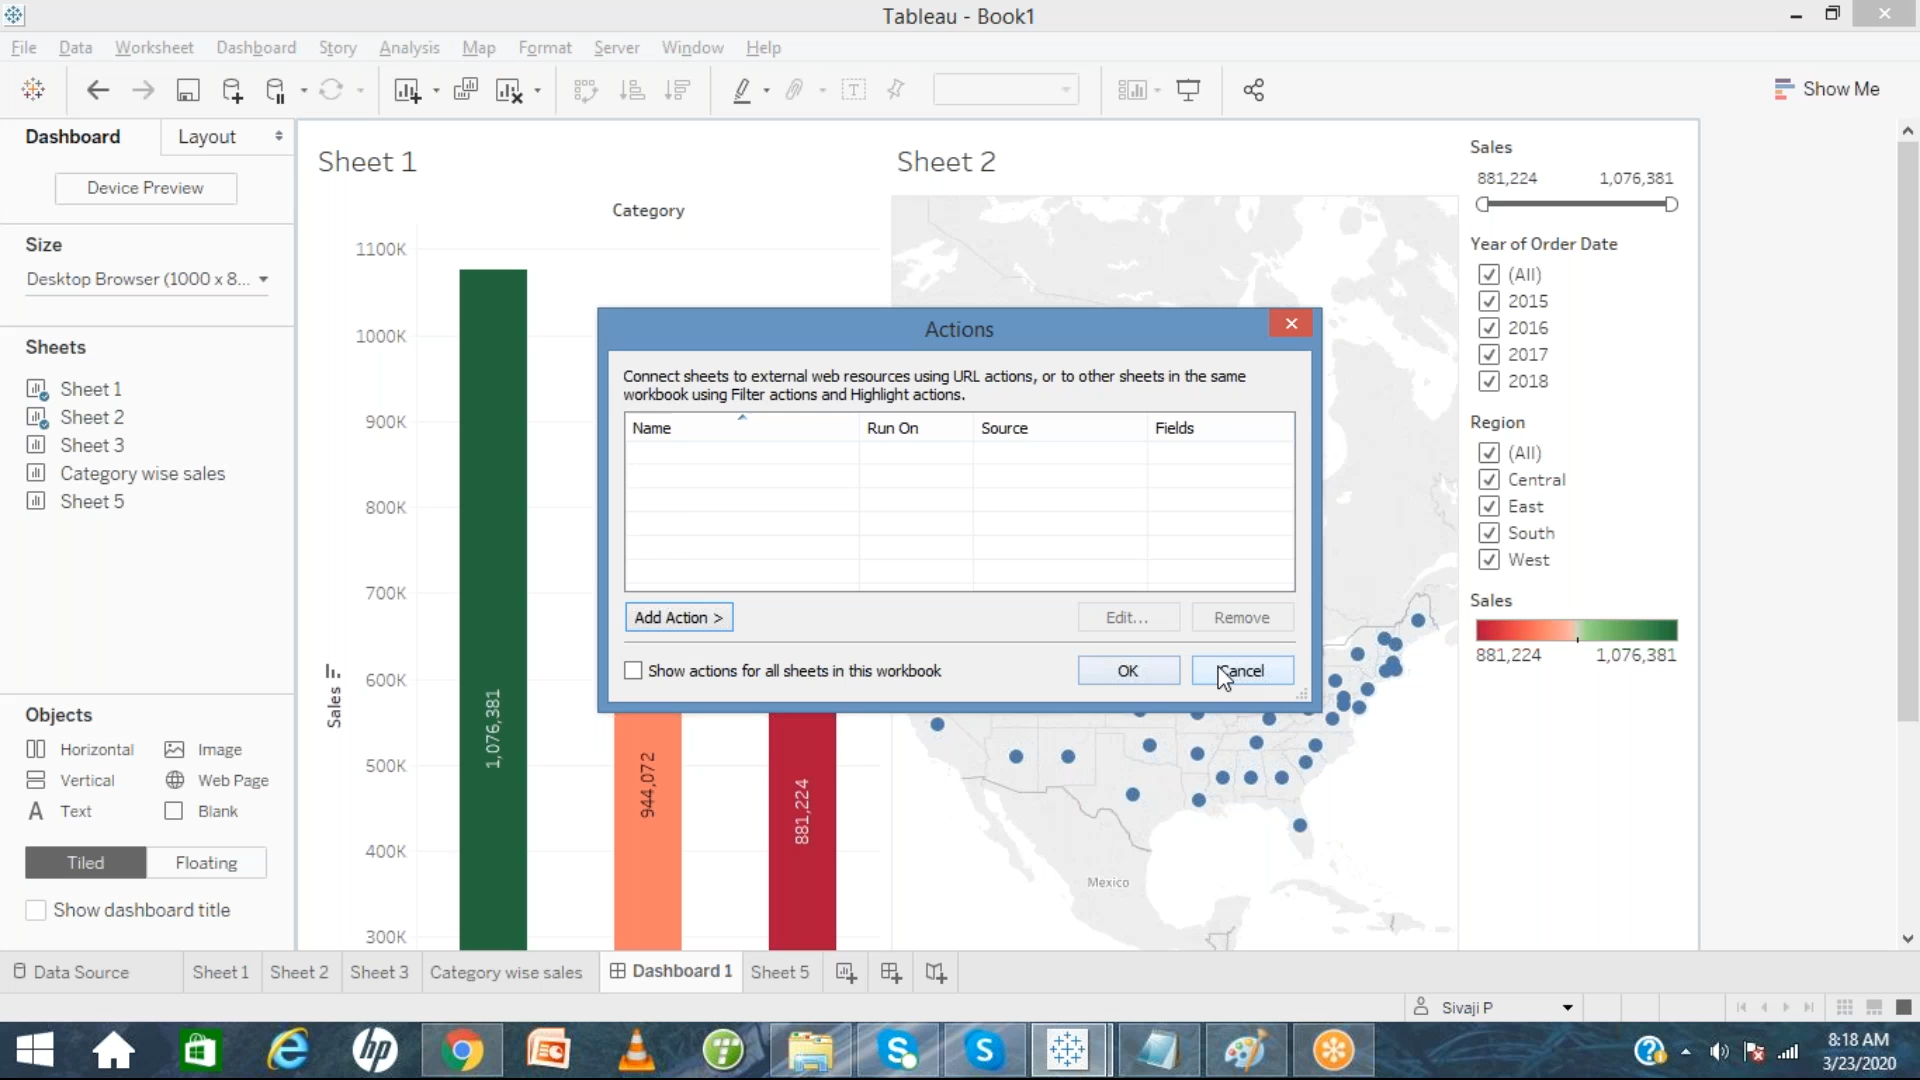 Tableau - Book1
File Data Worksheet Dashboard Story Analysis Map Format Server Window Help
Show Me
Dashboard
Layout
Device Preview
Size
Desktop Browser (1000 x 8...
Sheets
Sheet 1
Sheet 2
Sheet 3
Category wise sales
Sheet 5
Objects
Horizontal
Image
Vertical
Web Page
A Text
Blank
Tiled
Floating
Show dashboard title
Sheet 1
Category
1100K
1000K
900K
800K
700K
600K
500K
400K
300K
Sales
1,076,381
944,072
881,224
Sheet 2
Mexico
Actions
Connect sheets to external web resources using URL actions, or to other sheets in the same
workbook using Filter actions and Highlight actions.
Name
Run On
Source
Fields
Add Action >
Edit...
Remove
Show actions for all sheets in this workbook
OK
Cancel
Sales
881,224
1,076,381
Year of Order Date
(All)
2015
2016
2017
2018
Region
(All)
Central
East
South
West
Sales
881,224
1,076,381
Data Source
Sheet 1
Sheet 2
Sheet 3
Category wise sales
Dashboard 1
Sheet 5
Sivaji P
8:18 AM
3/23/2020